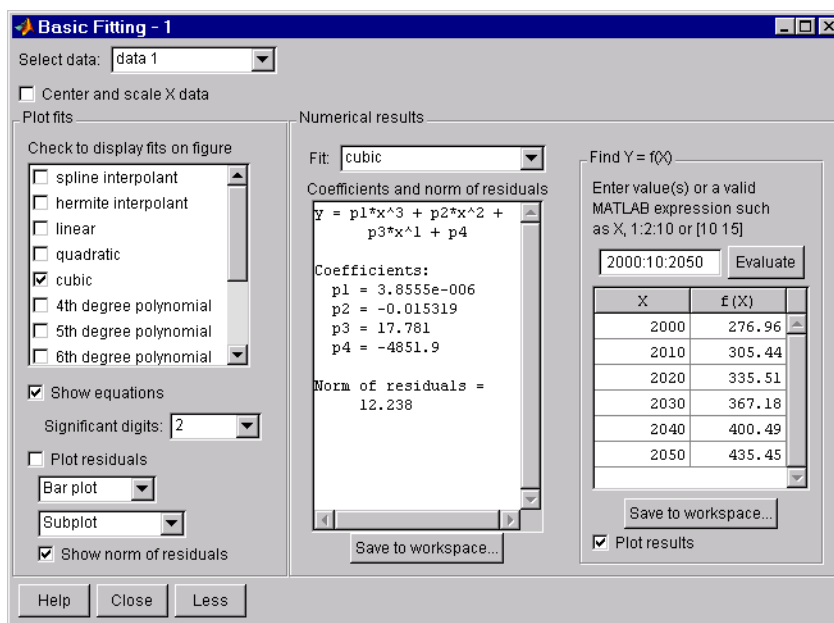 Basic Fitting - 1
Select data: data 1
Center and scale X data
Plot fits
Check to display fits on figure
spline interpolant
hermite interpolant
linear
quadratic
cubic
4th degree polynomial
5th degree polynomial
6th degree polynomial
Show equations
Significant digits: 2
Plot residuals
Bar plot
Subplot
Show norm of residuals
Numerical results
Fit: cubic
Coefficients and norm of residuals
y = p1*x^3 + p2*x^2 +
p3*x^1 + p4
Coefficients:
p1 = 3.8555e-006
p2 = -0.015319
p3 = 17.781
p4 = -4851.9
Norm of residuals =
12.238
Save to workspace...
Find Y = f(X)
Enter value(s) or a valid
MATLAB expression such
as X, 1:2:10 or [10 15]
2000:10:2050 Evaluate
X f(X)
2000 276.96
2010 305.44
2020 335.51
2030 367.18
2040 400.49
2050 435.45
Save to workspace...
Plot results
Help Close Less